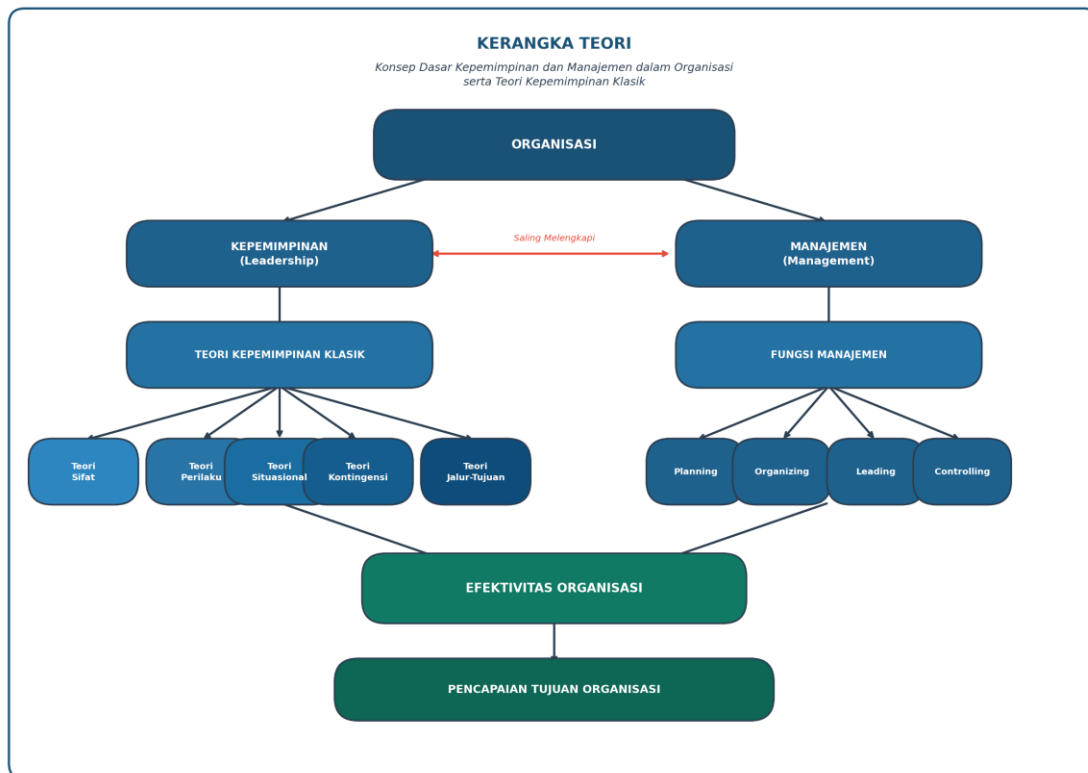 KERANGKA TEORI
Konsep Dasar Kepemimpinan dan Manajemen dalam Organisasi
serta Teori Kepemimpinan Klasik
ORGANISASI
KEPEMIMPINAN
(Leadership)
Saling Melengkapi
MANAJEMEN
(Management)
TEORI KEPEMIMPINAN KLASIK
FUNGSI MANAJEMEN
Teori
Sifat
Teori
Perilaku
Teori
Situasional
Teori
Kontingensi
Teori
Jalur-Tujuan
Planning
Organizing
Leading
Controlling
EFEKTIVITAS ORGANISASI
PENCAPAIAN TUJUAN ORGANISASI